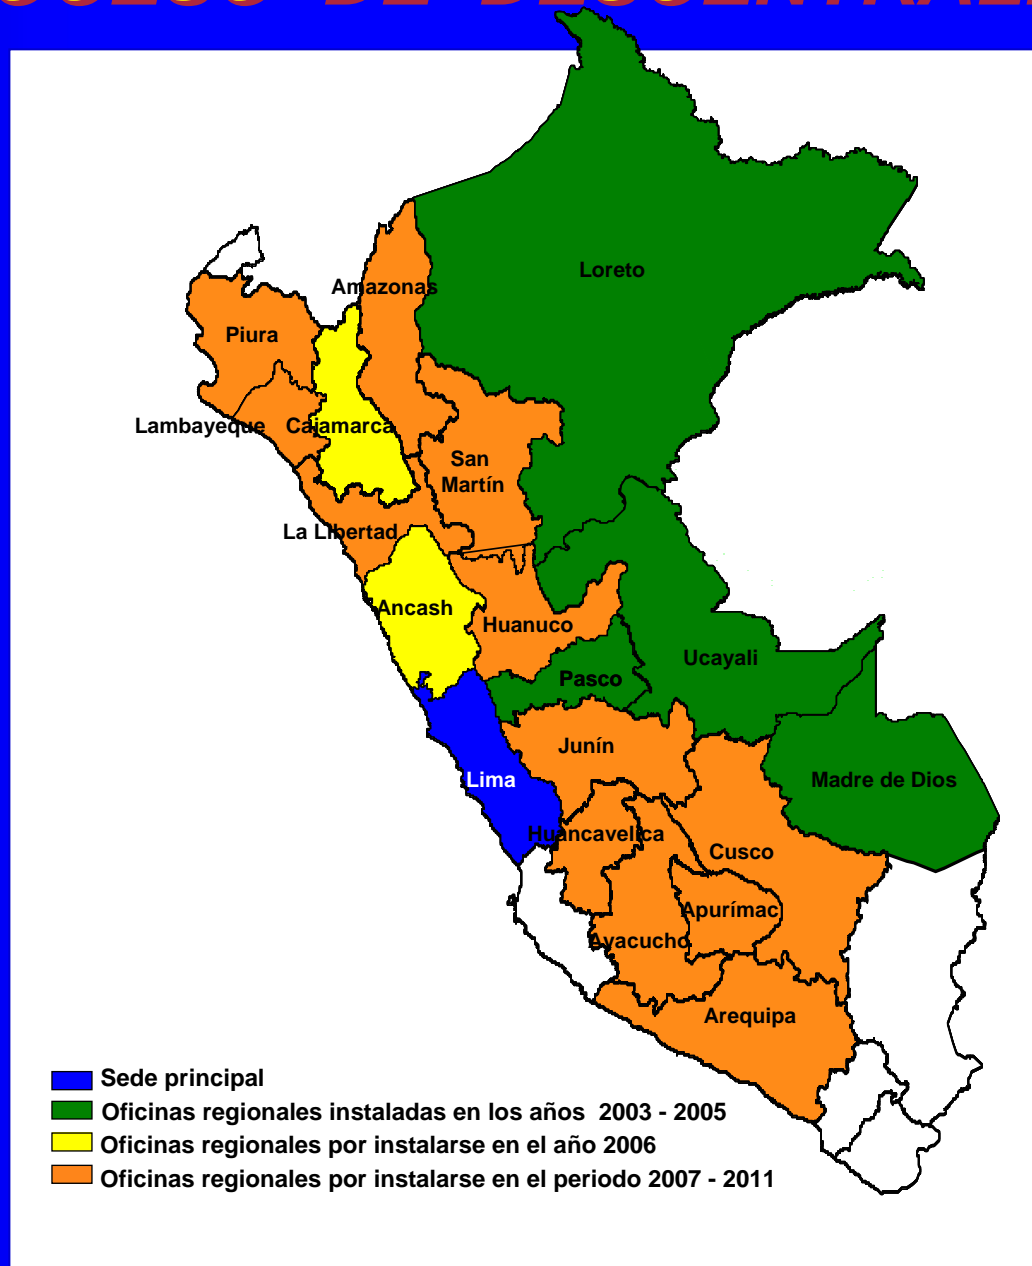 Loreto
Amazonas
Piura
Lambayeque
Cajamarca
San
Martín
La Libertad
Ancash
Huanuco
Ucayali
Pasco
Junín
Lima
Madre de Dios
Huancavelica
Cusco
Apurímac
Ayacucho
Arequipa
Sede principal
Oficinas regionales instaladas en los años 2003 - 2005
Oficinas regionales por instalarse en el año 2006
Oficinas regionales por instalarse en el periodo 2007 - 2011